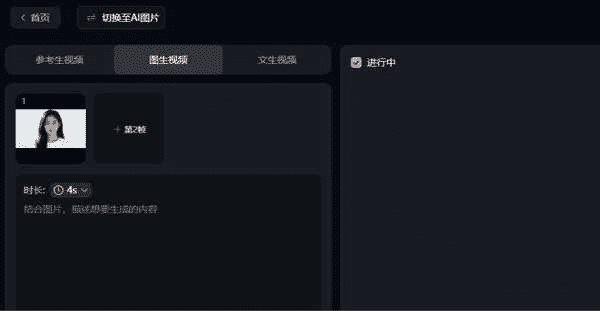 首页
切换至AI图片
参考生视频
图生视频
文生视频
进行中
1
+ 第2帧
时长: 4s
结合图片，描述想要生成的内容